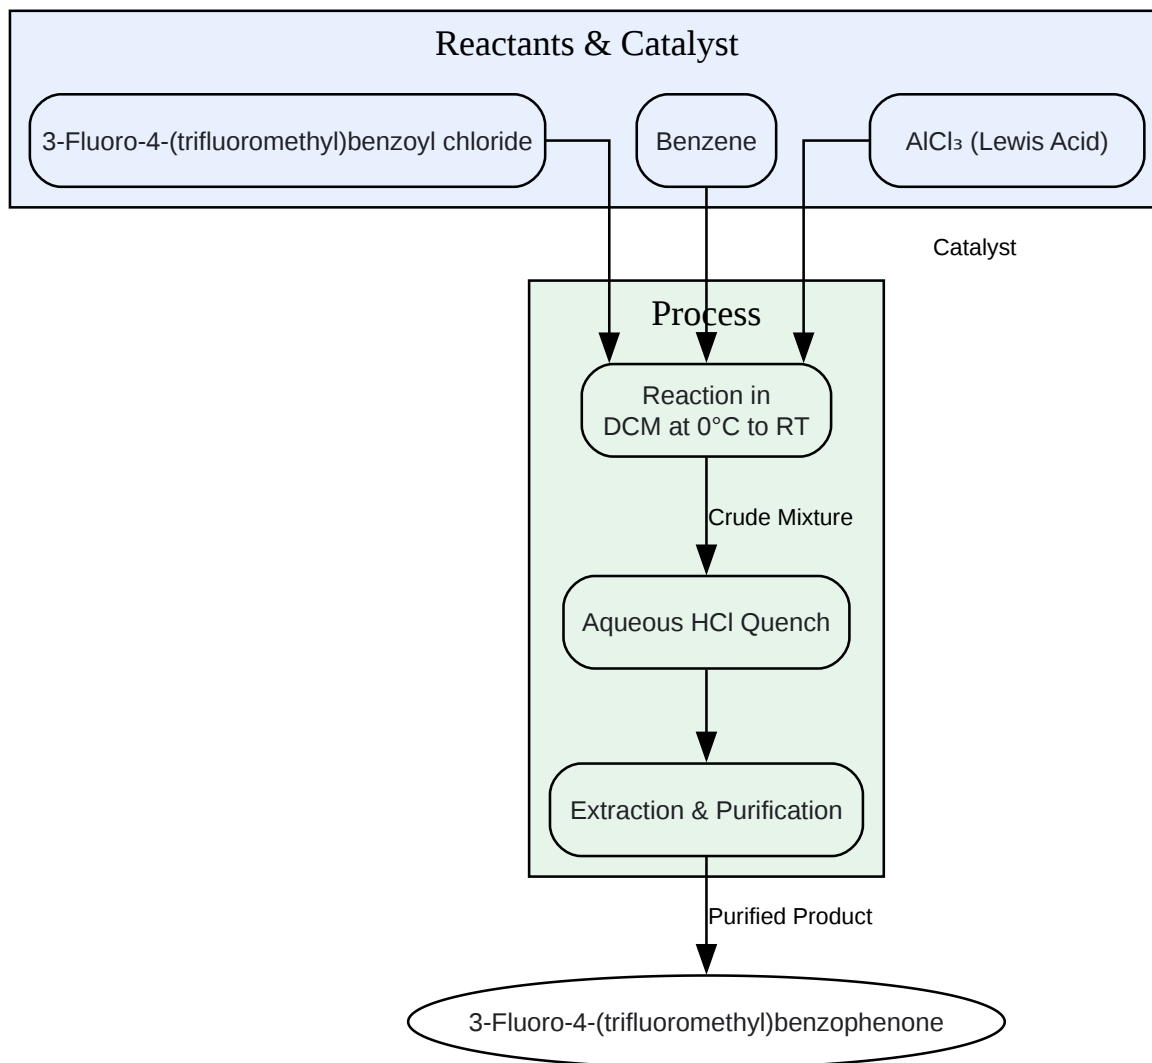 Reactants & Catalyst
3-Fluoro-4-(trifluoromethyl)benzoyl chloride
Benzene
AlCl₃ (Lewis Acid)
Catalyst
Process
Reaction in
DCM at 0°C to RT
Crude Mixture
Aqueous HCl Quench
Extraction & Purification
Purified Product
3-Fluoro-4-(trifluoromethyl)benzophenone